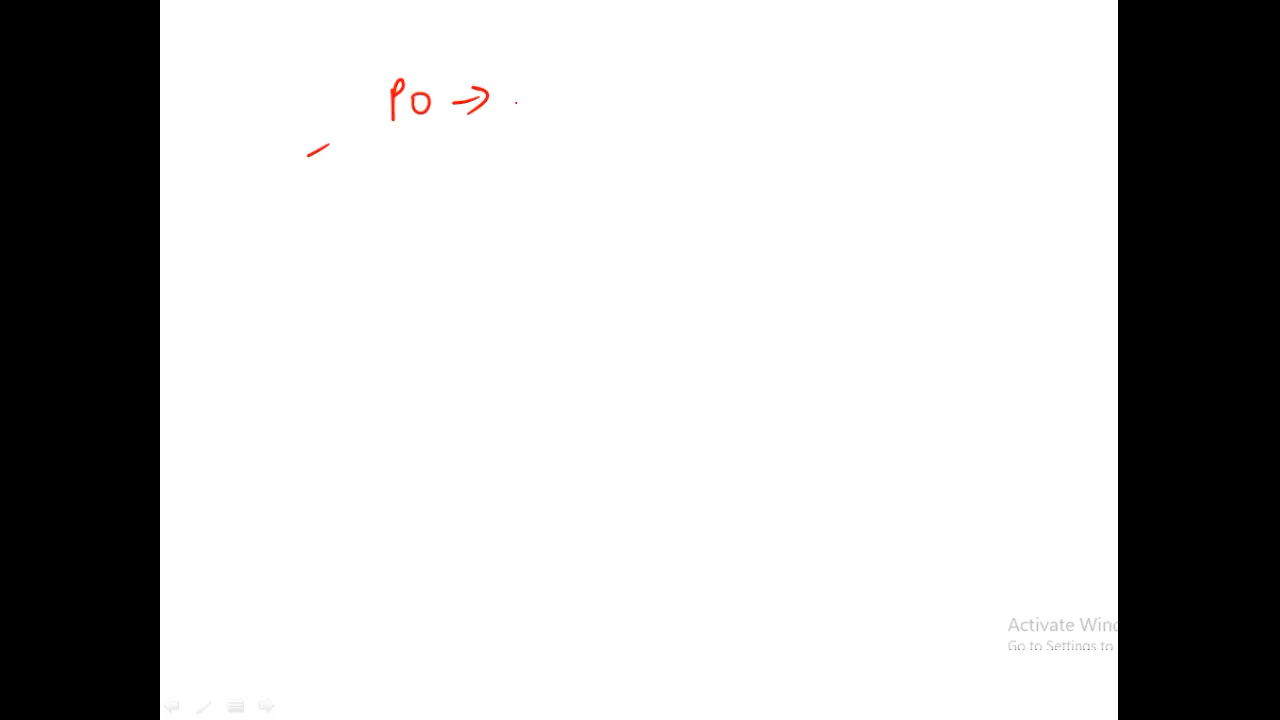 PO →
Activate Wind
Go to Settings to